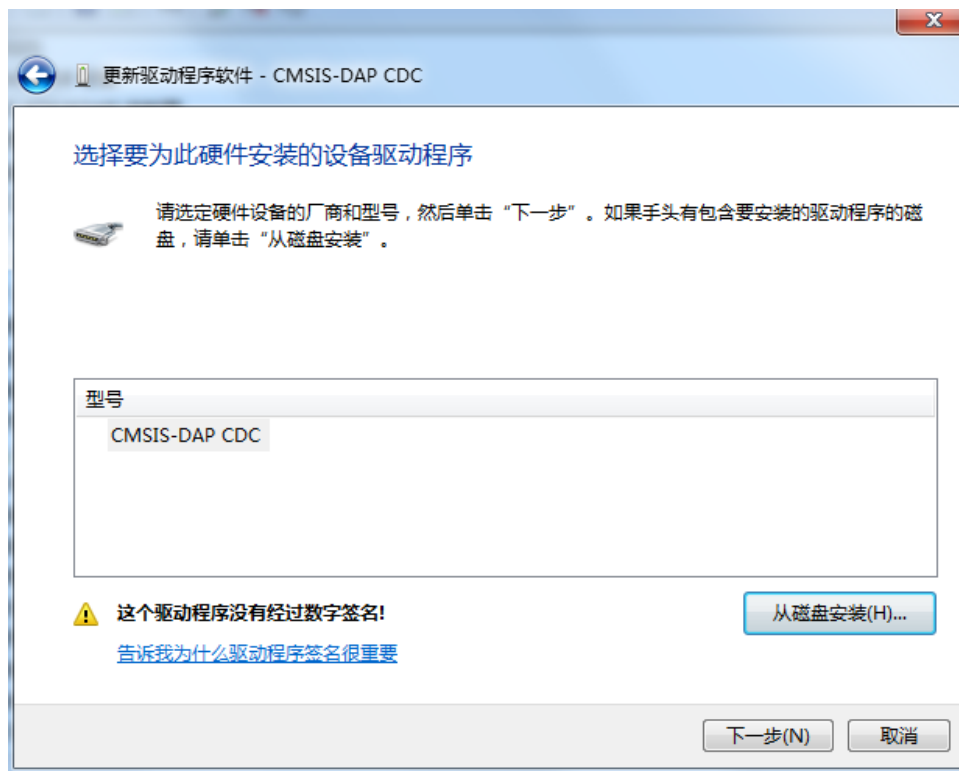 更新驱动程序软件 - CMSIS-DAP CDC
选择要为此硬件安装的设备驱动程序
请选定硬件设备的厂商和型号，然后单击“下一步”。如果手头有包含要安装的驱动程序的磁
盘，请单击“从磁盘安装”。
型号
CMSIS-DAP CDC
这个驱动程序没有经过数字签名!
从磁盘安装(H)...
告诉我为什么驱动程序签名很重要
下一步(N)
取消